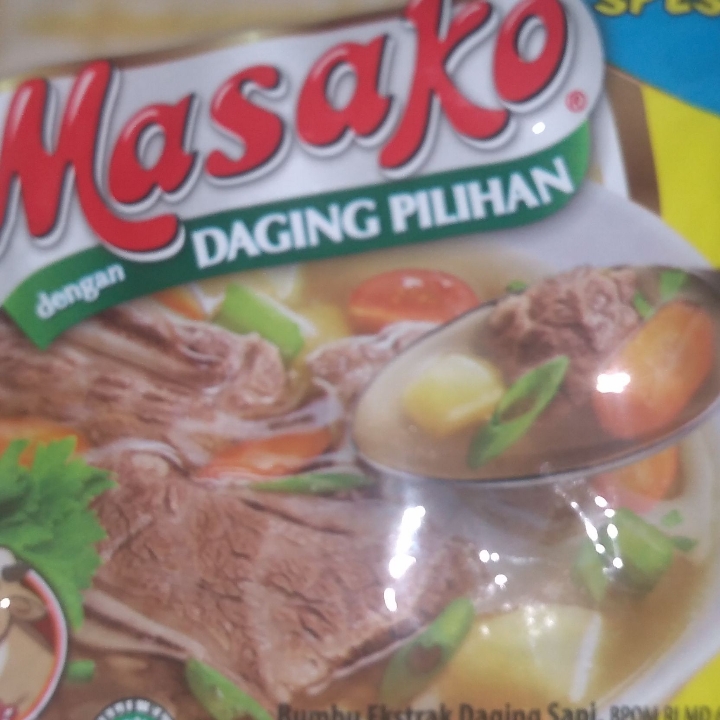 Masako®
dengan DAGING PILIHAN
Bumbu Ekstrak Daging Sapi